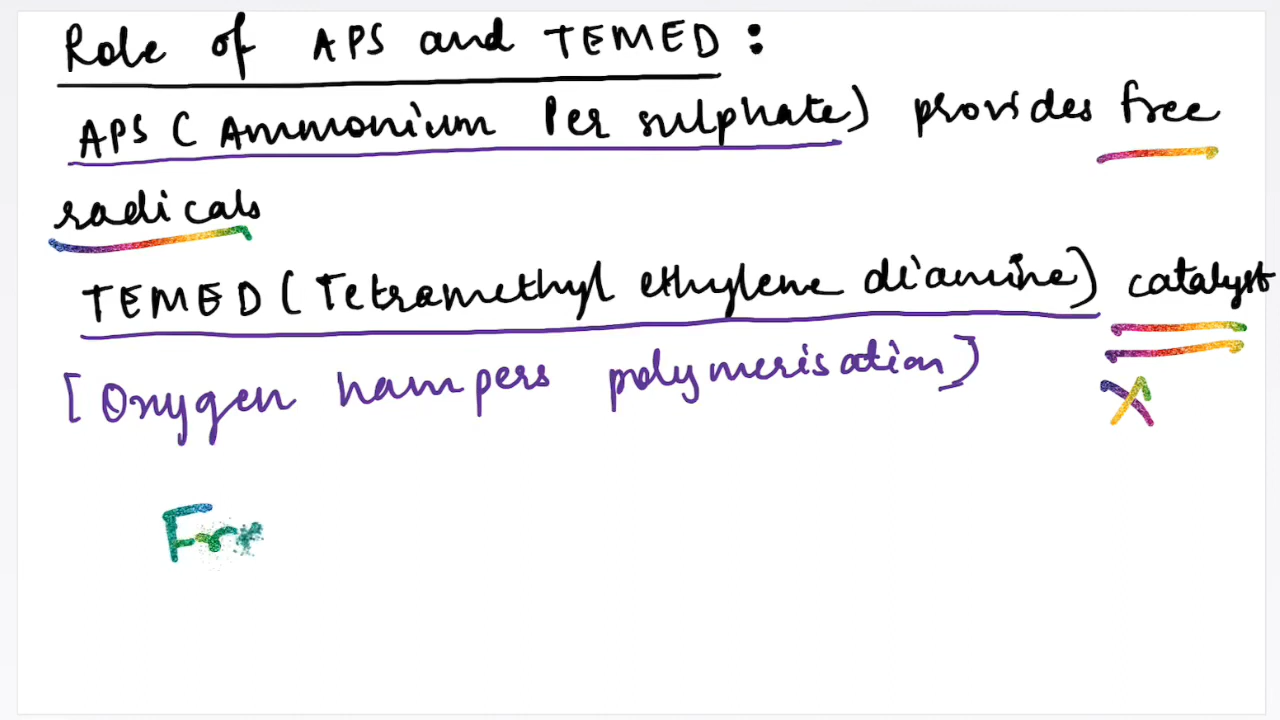 Role of APS and TEMED :
APS ( Ammonium Per sulphate) provides free
radicals
TEMED ( Tetramethyl ethylene diamine) catalyst
[Oxygen hampers polymerisation]